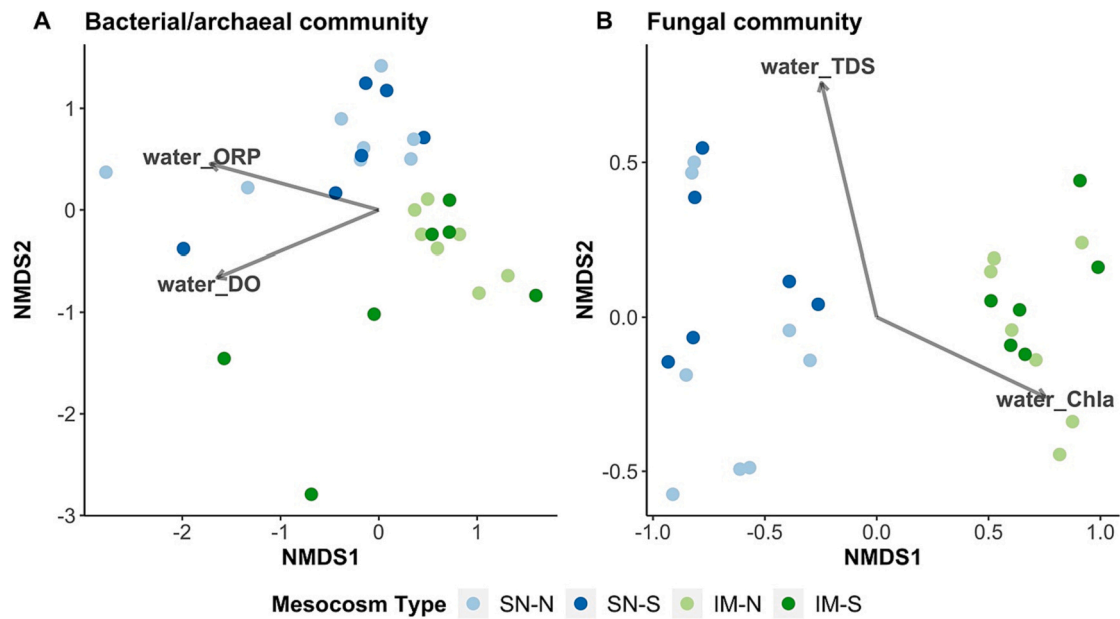 A Bacterial/archaeal community
B Fungal community
water_ORP
water_DO
NMDS2
1
0
-1
-2
-3
-2
-1
0
1
NMDS1
water_TDS
water_Chla
NMDS2
0.5
0.0
-0.5
-1.0
-0.5
0.0
0.5
1.0
NMDS1
Mesocosm Type SN-N SN-S IM-N IM-S